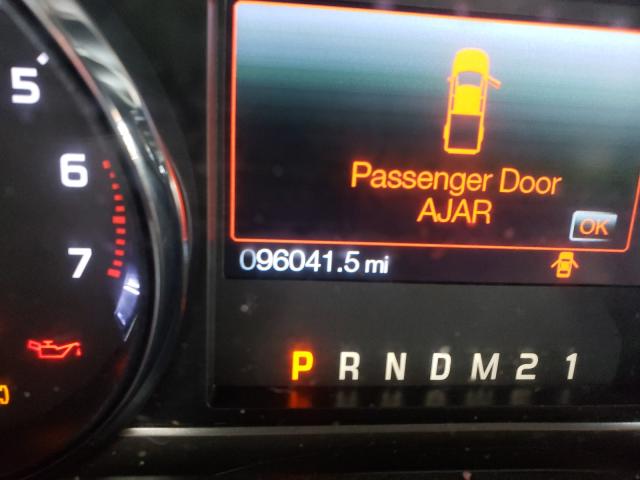 5
6
7
Passenger Door
AJAR
OK
096041.5 mi
P R N D M 2 1